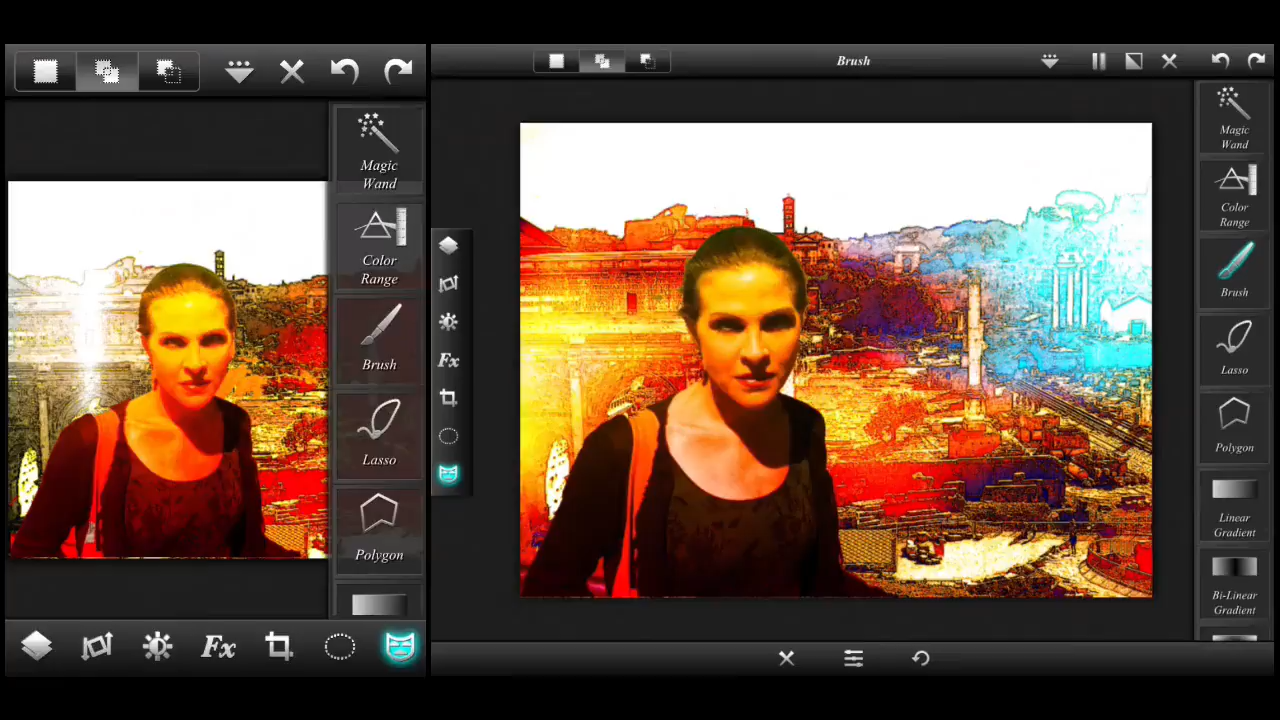 Magic
Wand
Color
Range
Brush
Lasso
Polygon
Fx
Brush
Fx
Magic
Wand
Color
Range
Brush
Lasso
Polygon
Linear
Gradient
Bi-Linear
Gradient